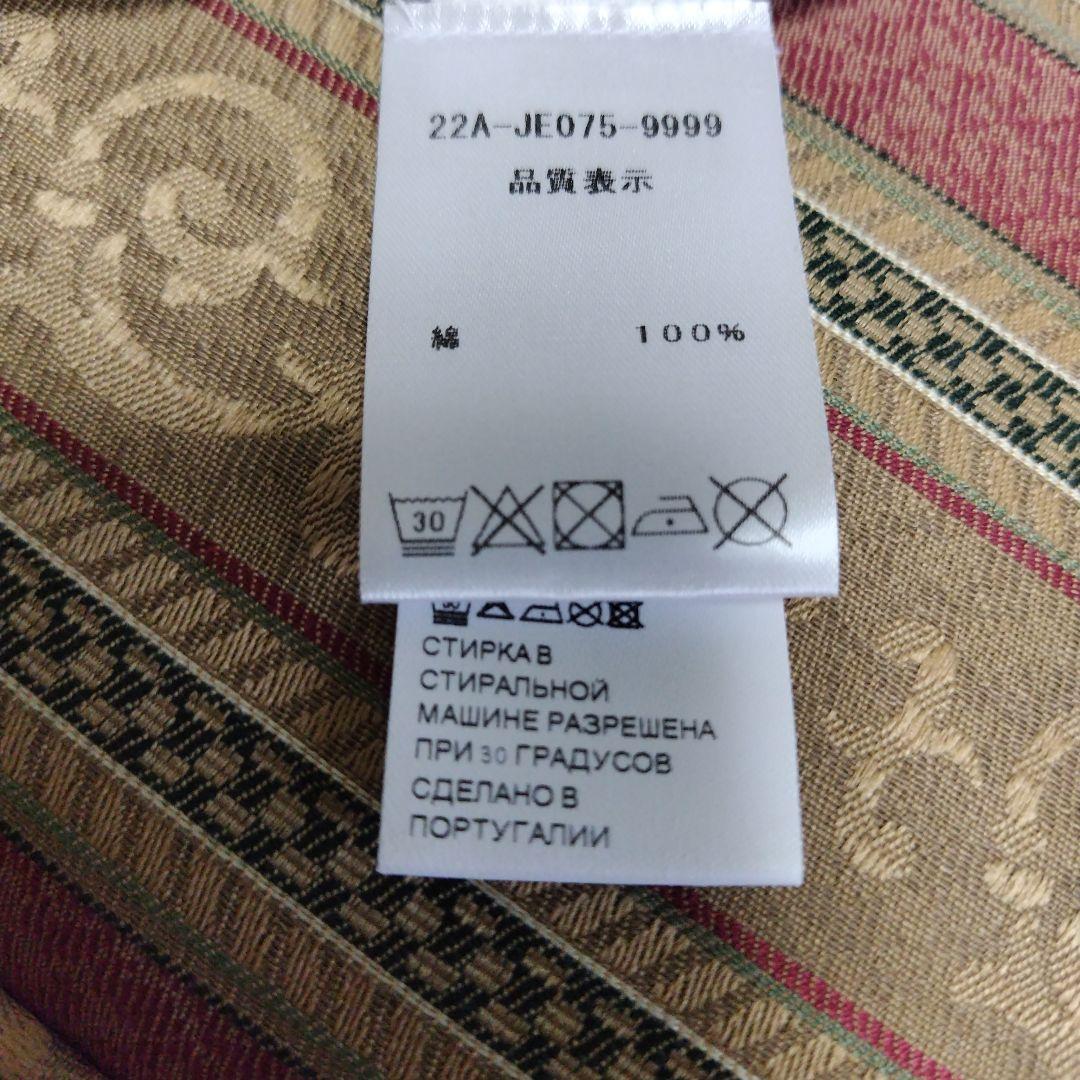 22A-JE075-9999
品質表示
綿 100%
30
30
СТИРКА В
СТИРАЛЬНОЙ
МАШИНЕ РАЗРЕШЕНА
ПРИ 30 ГРАДУСОВ
СДЕЛАНО В
ПОРТУГАЛИИ